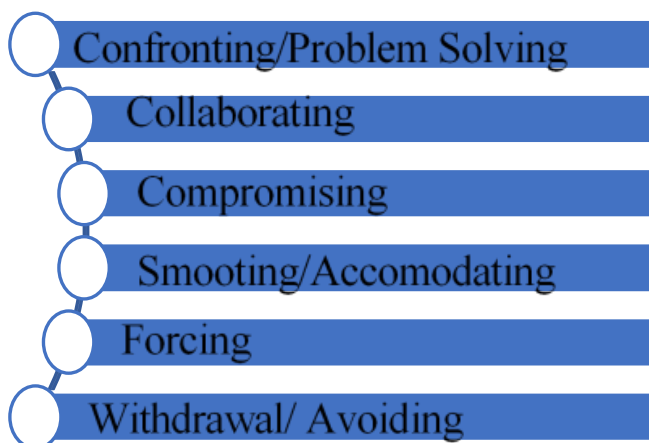 Confronting/Problem Solving
Collaborating
Compromising
Smooting/Accomodating
Forcing
Withdrawal/ Avoiding